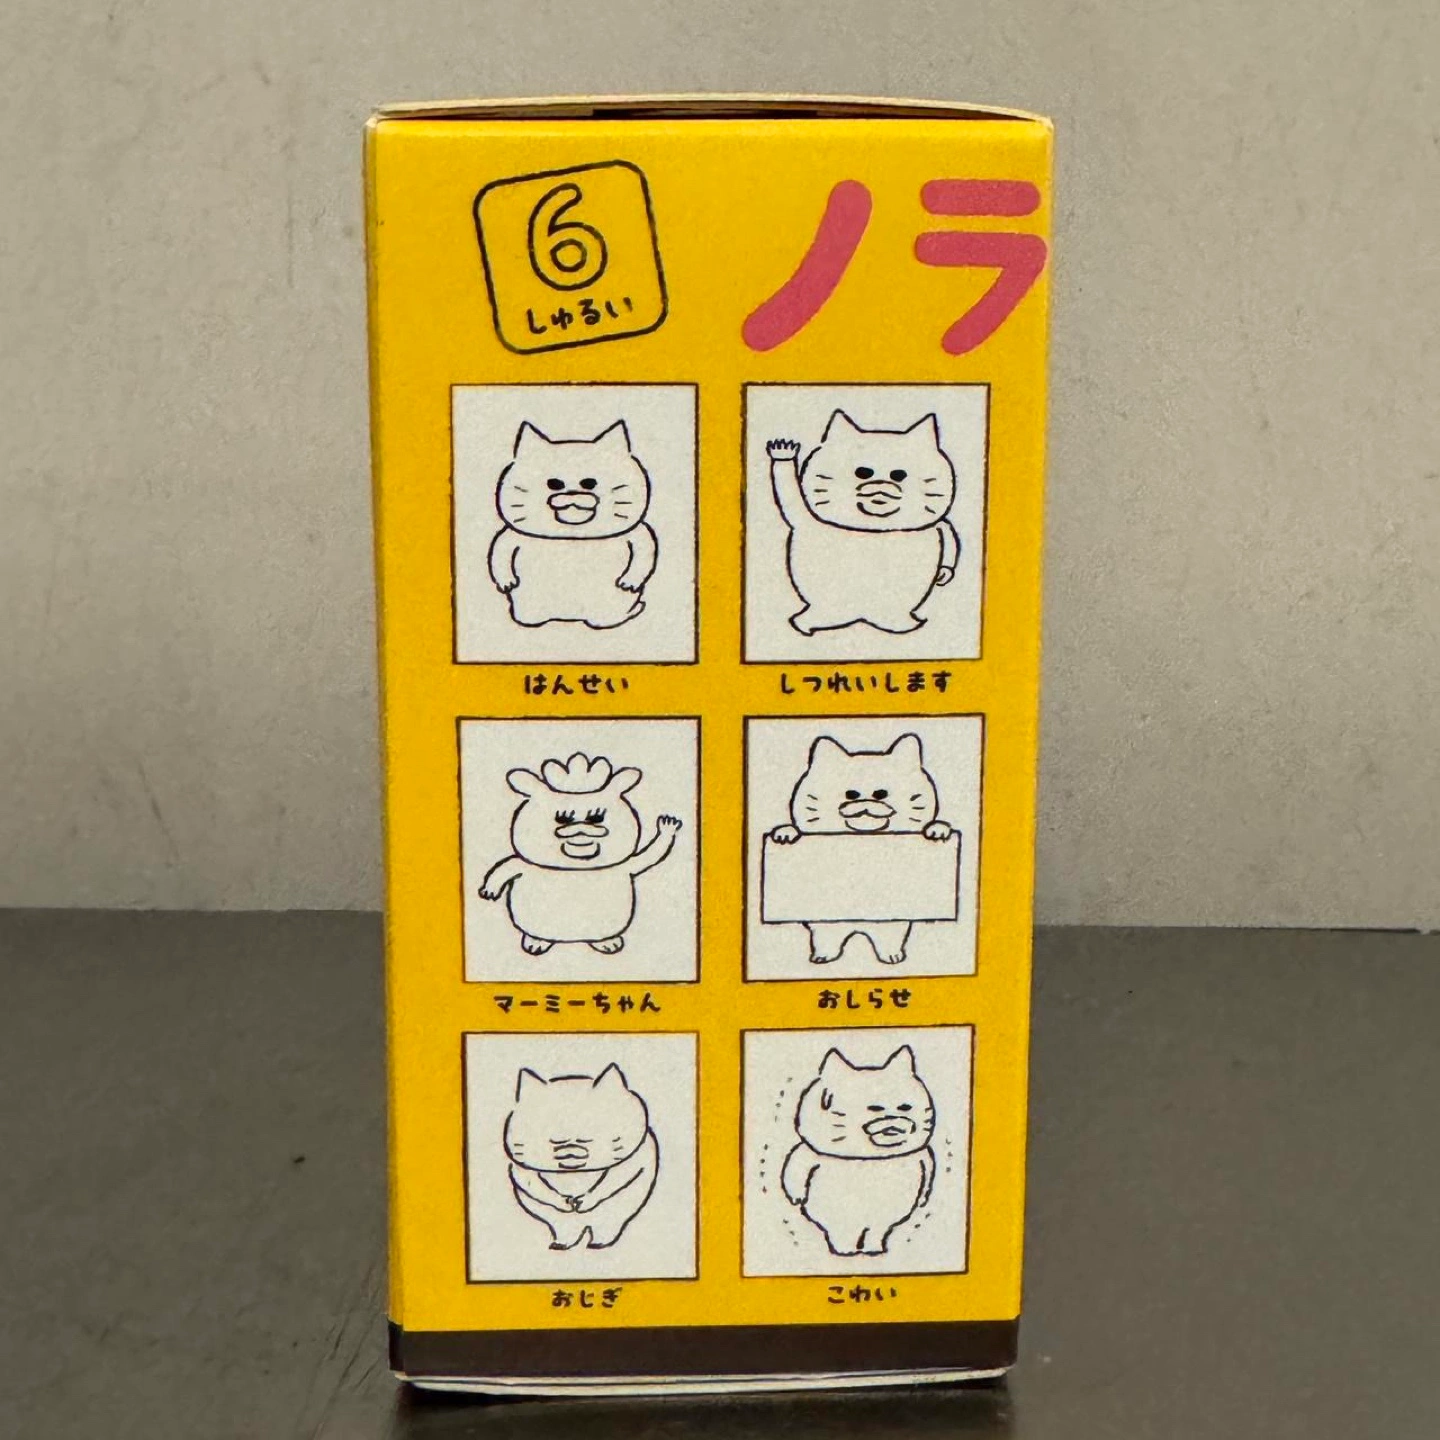 6
しゅるい
ノラ
はんせい
しつれいします
マーミーちゃん
おしらせ
おじぎ
こわい